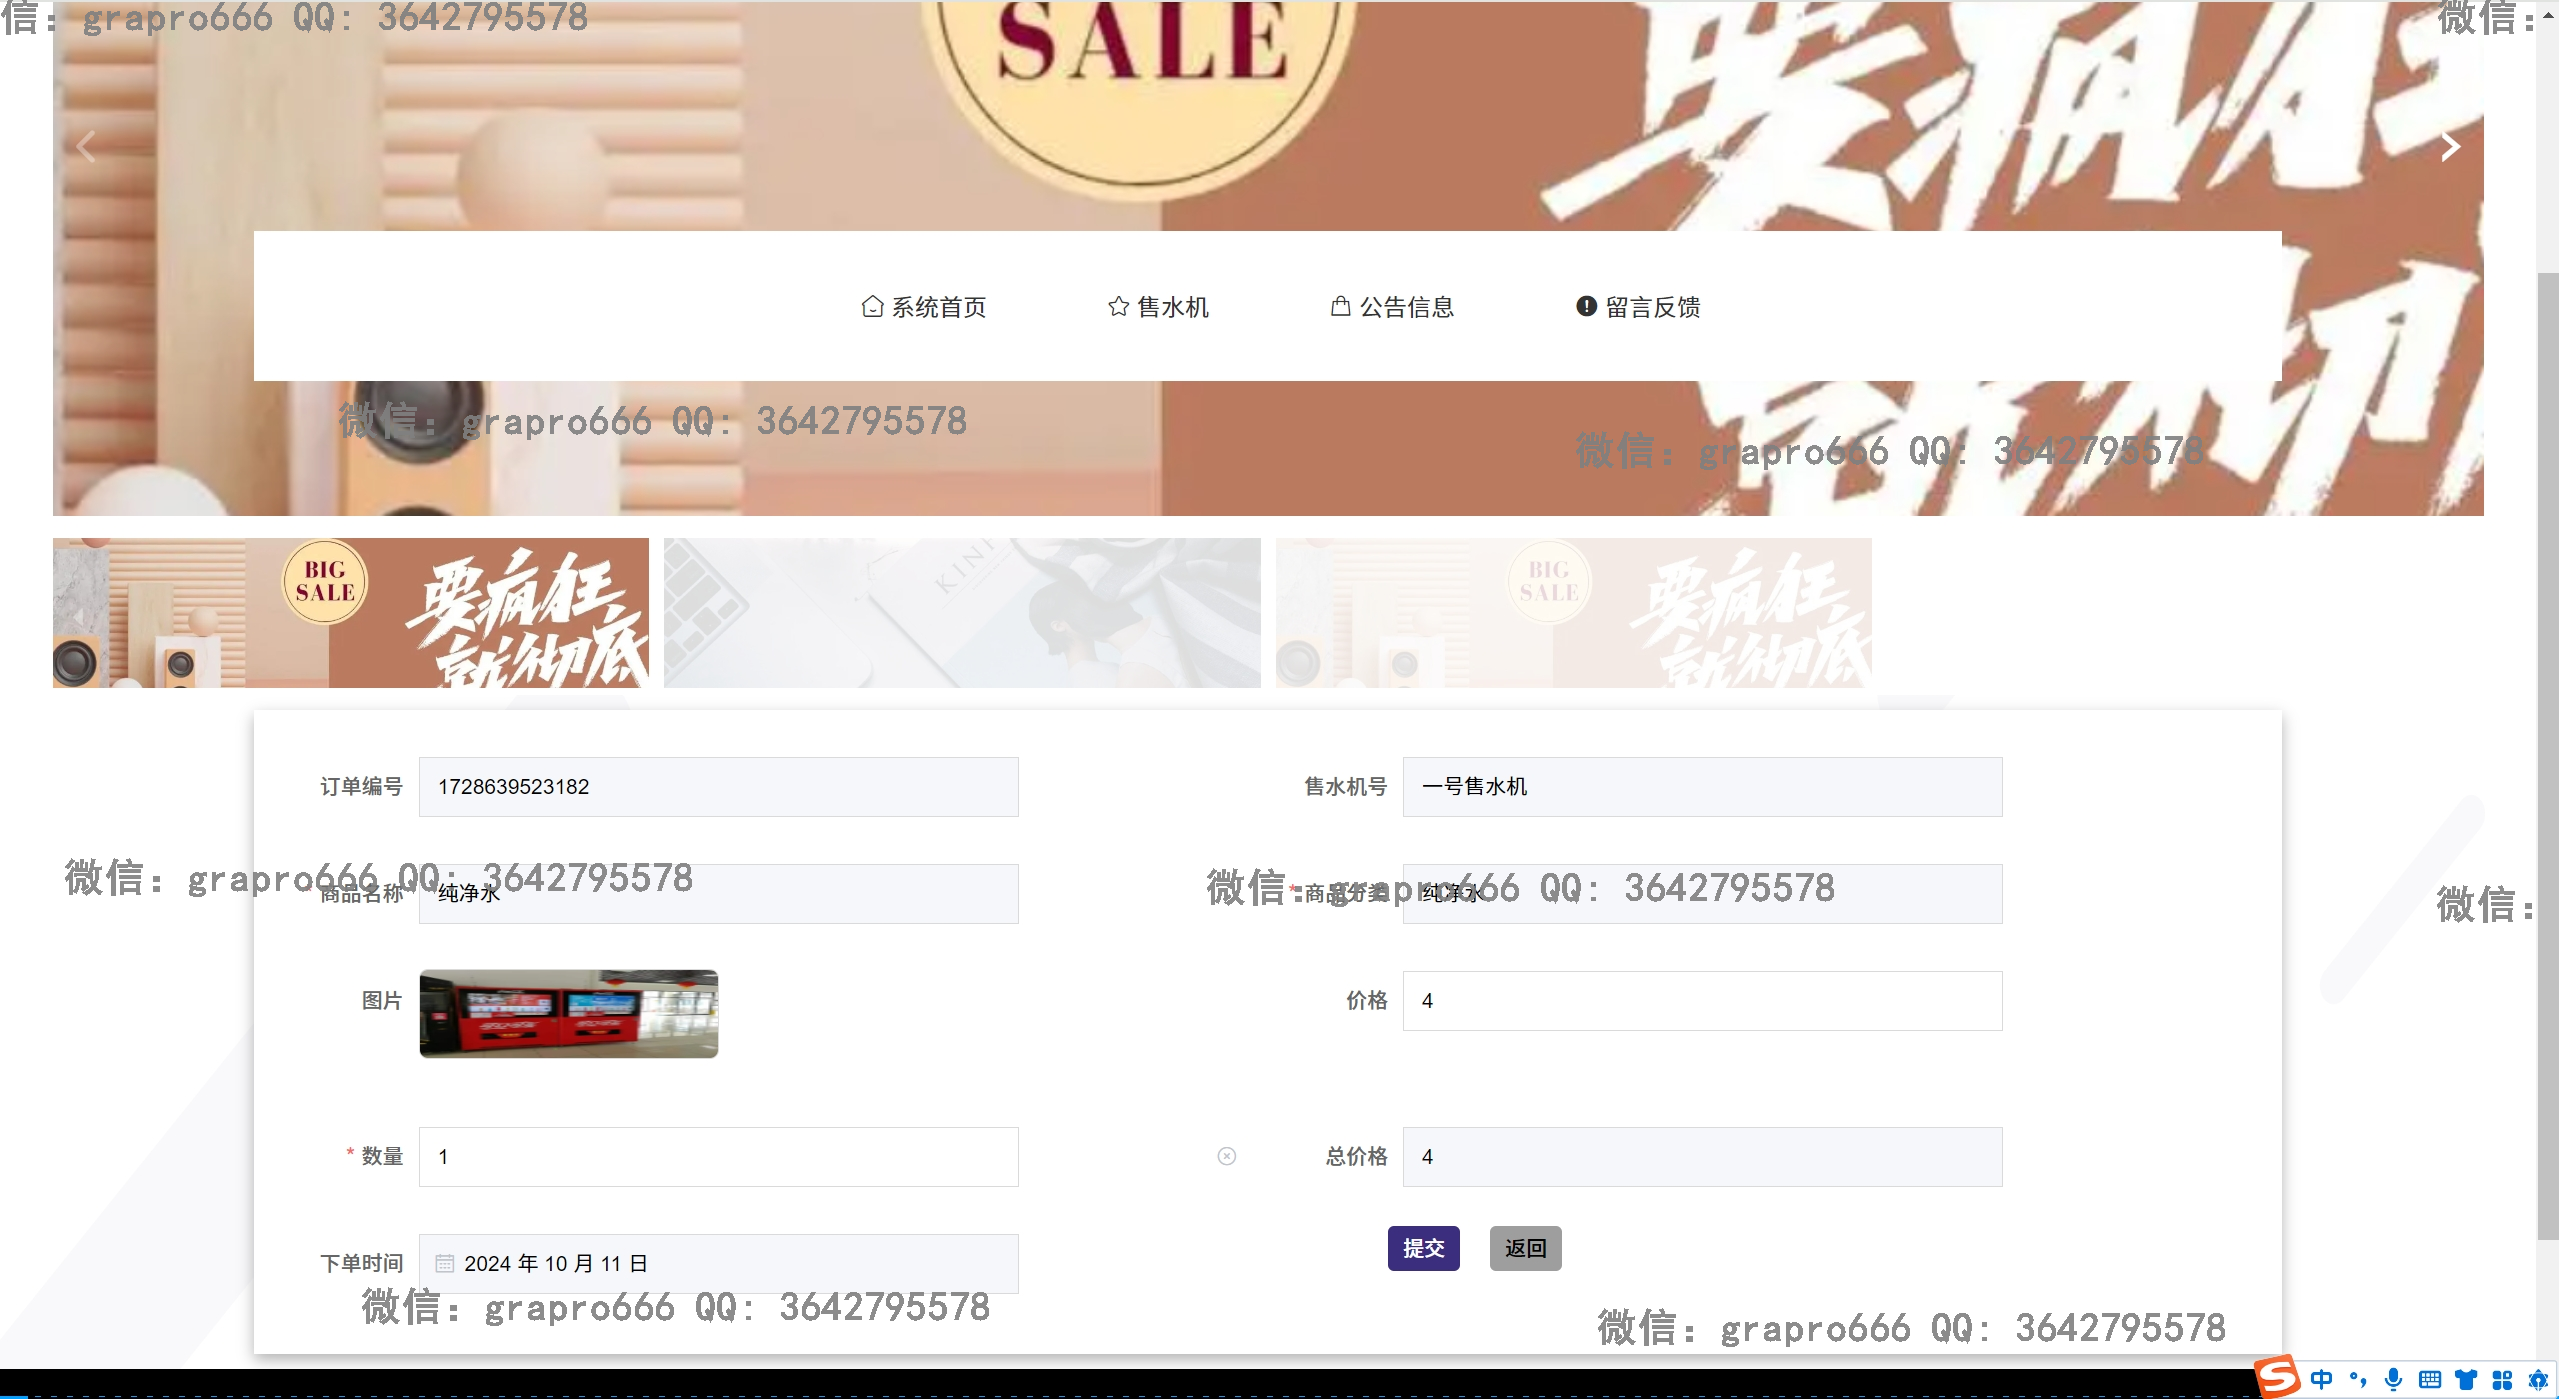 信: grapro666 QQ: 3642795578
微信:
SALE
要疯狂
系统首页
售水机
公告信息
留言反馈
微信: grapro666 QQ: 3642795578
微信: grapro666 QQ: 3642795578
BIG
SALE
要疯狂
就彻底
KINI
BIG
SALE
要疯狂
就彻底
订单编号 1728639523182
售水机号 一号售水机
微信: grapro666 QQ: 3642795578
微信: grapro666 QQ: 3642795578
微信:
* 商品名称 纯净水
* 商品分类 纯净水
图片
价格 4
* 数量 1
总价格 4
下单时间 2024 年 10 月 11 日
提交 返回
微信: grapro666 QQ: 3642795578
微信: grapro666 QQ: 3642795578
S 中